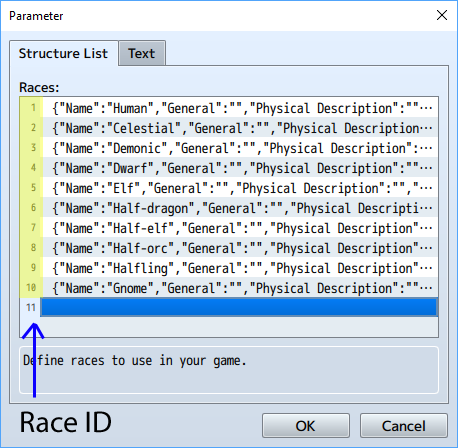 Parameter
Structure List Text
Races:
1 {"Name":"Human","General":"","Physical Description":""…
2 {"Name":"Celestial","General":"","Physical Description…
3 {"Name":"Demonic","General":"","Physical Description":…
4 {"Name":"Dwarf","General":"","Physical Description":""…
5 {"Name":"Elf","General":"","Physical Description":"","…
6 {"Name":"Half-dragon","General":"","Physical Descripti…
7 {"Name":"Half-elf","General":"","Physical Description"…
8 {"Name":"Half-orc","General":"","Physical Description"…
9 {"Name":"Halfling","General":"","Physical Description"…
10 {"Name":"Gnome","General":"","Physical Description":""…
11
Define races to use in your game.
Race ID
OK Cancel